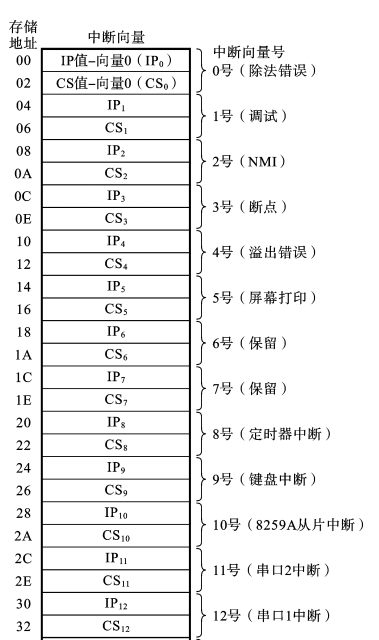 存储
地址 中断向量
中断向量号
00 IP值-向量0（IP₀）
0号（除法错误）
02 CS值-向量0（CS₀）
04 IP₁
1号（调试）
06 CS₁
08 IP₂
2号（NMI）
0A CS₂
0C IP₃
3号（断点）
0E CS₃
10 IP₄
4号（溢出错误）
12 CS₄
14 IP₅
5号（屏幕打印）
16 CS₅
18 IP₆
6号（保留）
1A CS₆
1C IP₇
7号（保留）
1E CS₇
20 IP₈
8号（定时器中断）
22 CS₈
24 IP₉
9号（键盘中断）
26 CS₉
28 IP₁₀
10号（8259A从片中断）
2A CS₁₀
2C IP₁₁
11号（串口2中断）
2E CS₁₁
30 IP₁₂
12号（串口1中断）
32 CS₁₂